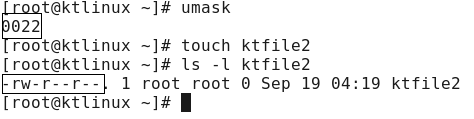 [root@ktlinux ~]# umask
0022
[root@ktlinux ~]# touch ktfile2
[root@ktlinux ~]# ls -l ktfile2
-rw-r--r--. 1 root root 0 Sep 19 04:19 ktfile2
[root@ktlinux ~]#